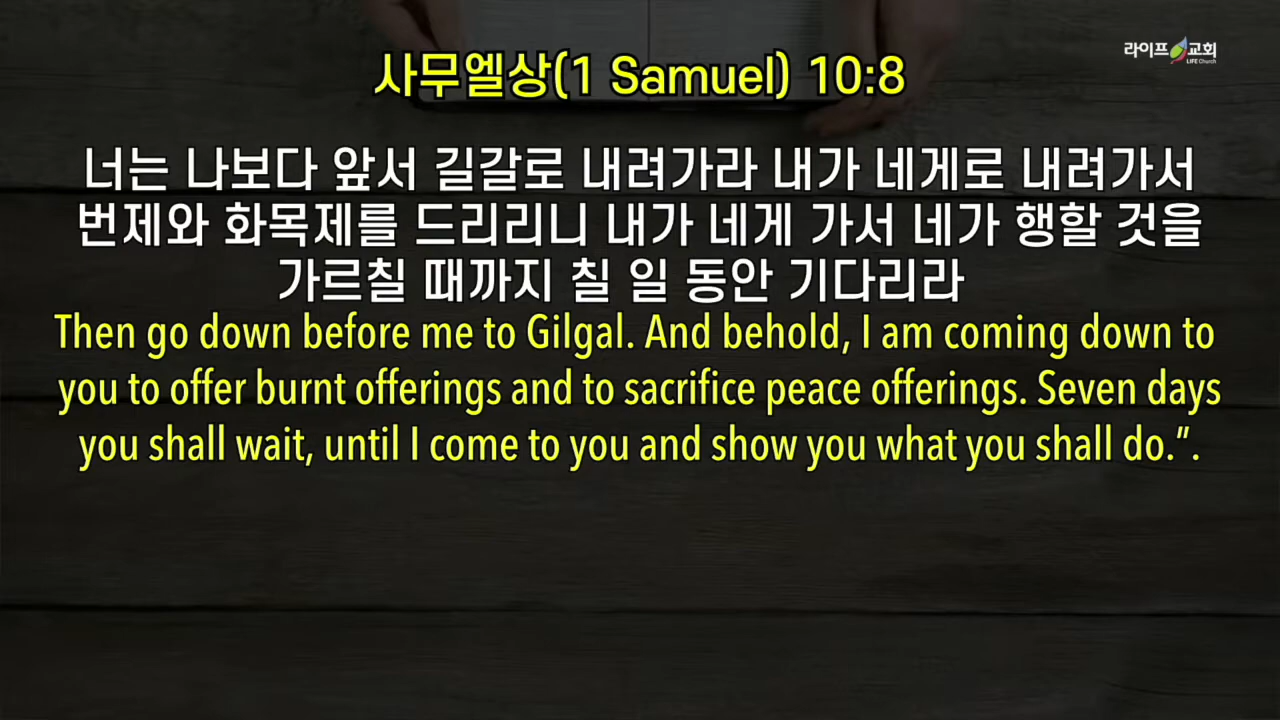 라이프교회
LIFE Church
사무엘상(1 Samuel) 10:8
너는 나보다 앞서 길갈로 내려가라 내가 네게로 내려가서
번제와 화목제를 드리리니 내가 네게 가서 네가 행할 것을
가르칠 때까지 칠 일 동안 기다리라
Then go down before me to Gilgal. And behold, I am coming down to
you to offer burnt offerings and to sacrifice peace offerings. Seven days
you shall wait, until I come to you and show you what you shall do.”.